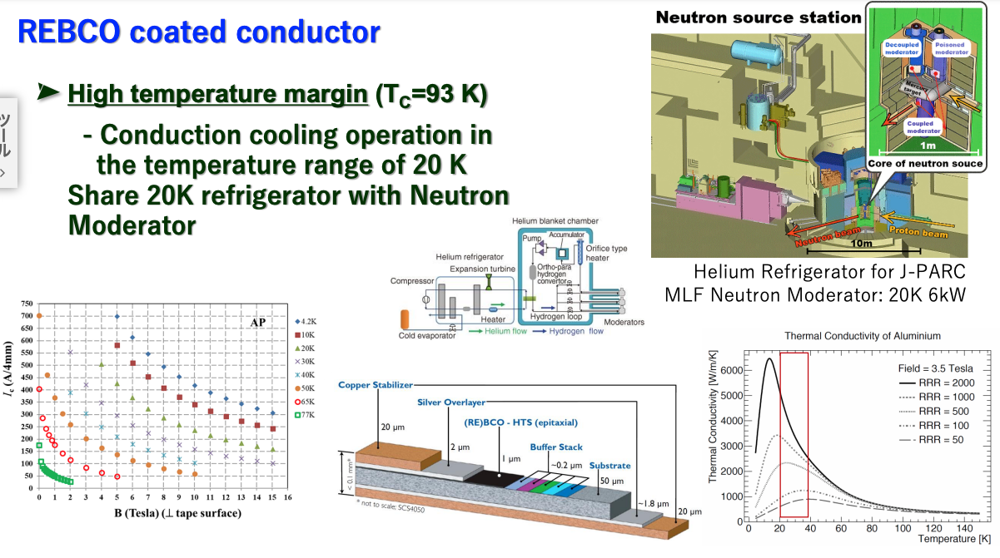 REBCO coated conductor
High temperature margin (TC=93 K)
- Conduction cooling operation in
the temperature range of 20 K
Share 20K refrigerator with Neutron
Moderator
ツール
>
Neutron source station
Decoupled
moderator
Poisoned
moderator
Mercury
target
Coupled
moderator
1m
Core of neutron souce
Neutron beam
Proton beam
10m
Helium Refrigerator for J-PARC
MLF Neutron Moderator: 20K 6kW
Helium blanket chamber
Pump
Accumulator
Orifice type
heater
Helium refrigerator
Expansion turbine
Ortho-para
hydrogen
convertor
Compressor
Heater
Hydrogen loop
Moderators
Cold evaporator
Helium flow
Hydrogen flow
AP
750
700
650
600
550
500
450
400
350
300
250
200
150
100
50
0
Ic (A/4mm)
0 1 2 3 4 5 6 7 8 9 10 11 12 13 14 15 16
B (Tesla) (⊥ tape surface)
4.2K
10K
20K
30K
40K
50K
65K
77K
Copper Stabilizer
Silver Overlayer
(RE)BCO - HTS (epitaxial)
Buffer Stack
Substrate
20 μm
2 μm
1 μm
~0.2 μm
50 μm
~1.8 μm
20 μm
< 0.1 mm*
* not to scale; SCS4050
Thermal Conductivity of Aluminium
Thermal Conductivity [W/m/K]
6000
5000
4000
3000
2000
1000
0
Field = 3.5 Tesla
RRR = 2000
RRR = 1000
RRR = 500
RRR = 100
RRR = 50
0 20 40 60 80 100 120 140
Temperature [K]